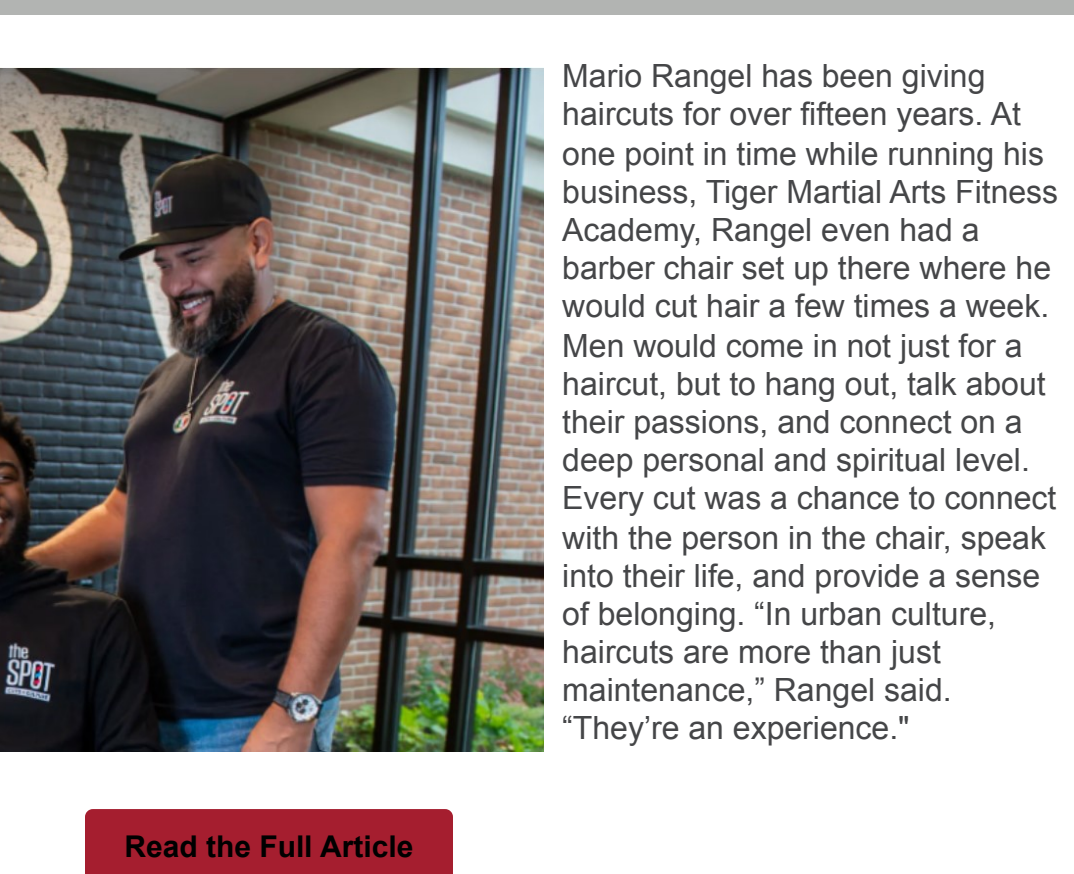 Mario Rangel has been giving
haircuts for over fifteen years. At
one point in time while running his
business, Tiger Martial Arts Fitness
Academy, Rangel even had a
barber chair set up there where he
would cut hair a few times a week.
Men would come in not just for a
haircut, but to hang out, talk about
their passions, and connect on a
deep personal and spiritual level.
Every cut was a chance to connect
with the person in the chair, speak
into their life, and provide a sense
of belonging. “In urban culture,
haircuts are more than just
maintenance,” Rangel said.
“They’re an experience."
the
SPOT
the
SPOT
the
SPOT
Read the Full Article